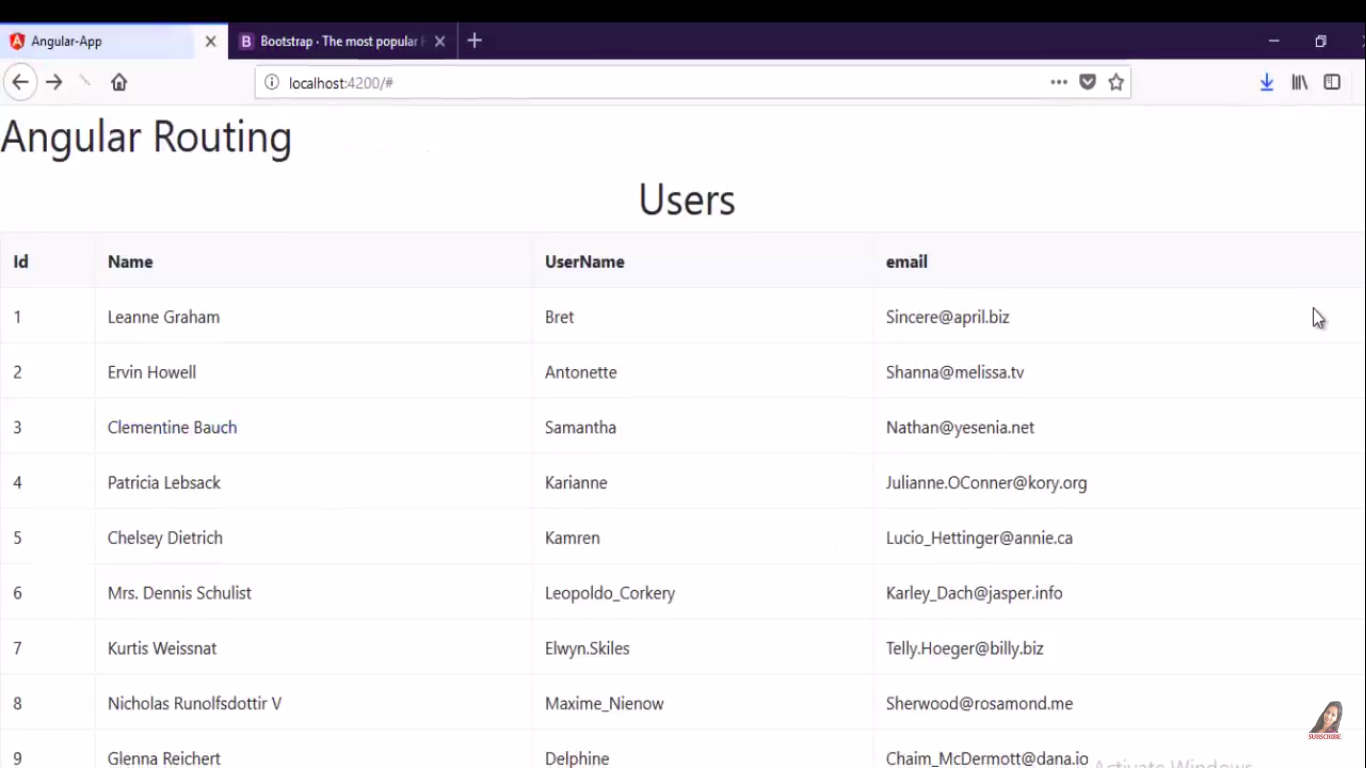 Angular-App
Bootstrap · The most popular
localhost:4200/#
Angular Routing
Users
Id Name UserName email
1 Leanne Graham Bret Sincere@april.biz
2 Ervin Howell Antonette Shanna@melissa.tv
3 Clementine Bauch Samantha Nathan@yesenia.net
4 Patricia Lebsack Karianne Julianne.OConner@kory.org
5 Chelsey Dietrich Kamren Lucio_Hettinger@annie.ca
6 Mrs. Dennis Schulist Leopoldo_Corkery Karley_Dach@jasper.info
7 Kurtis Weissnat Elwyn.Skiles Telly.Hoeger@billy.biz
8 Nicholas Runolfsdottir V Maxime_Nienow Sherwood@rosamond.me
SUBSCRIBE
9 Glenna Reichert Delphine Chaim_McDermott@dana.io
Activate Windows